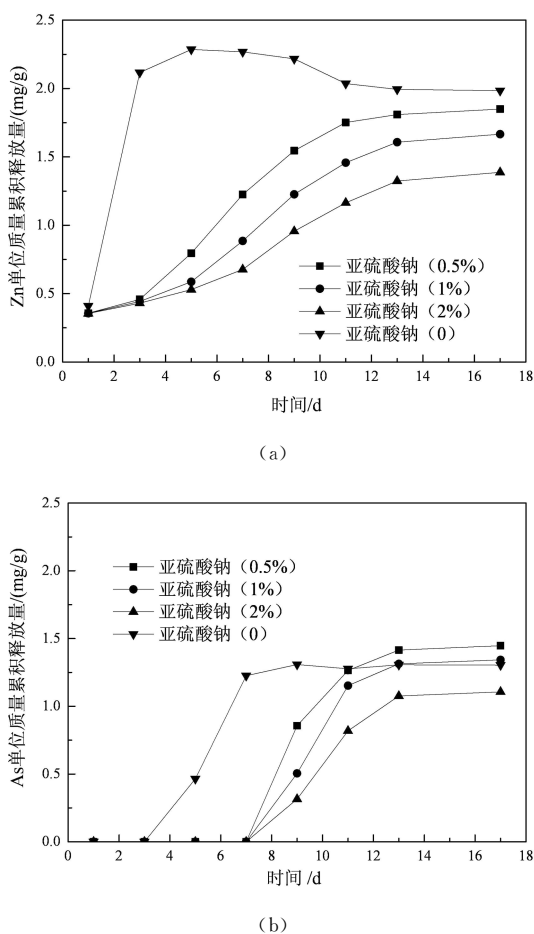 2.5
2.0
1.5
1.0
0.5
0.0
Zn单位质量累积释放量/(mg/g)
亚硫酸钠（0.5%）
亚硫酸钠（1%）
亚硫酸钠（2%）
亚硫酸钠（0）
0 2 4 6 8 10 12 14 16 18
时间/d
（a）
2.5
2.0
1.5
1.0
0.5
0.0
As单位质量累积释放量/(mg/g)
亚硫酸钠（0.5%）
亚硫酸钠（1%）
亚硫酸钠（2%）
亚硫酸钠（0）
0 2 4 6 8 10 12 14 16 18
时间 /d
（b）